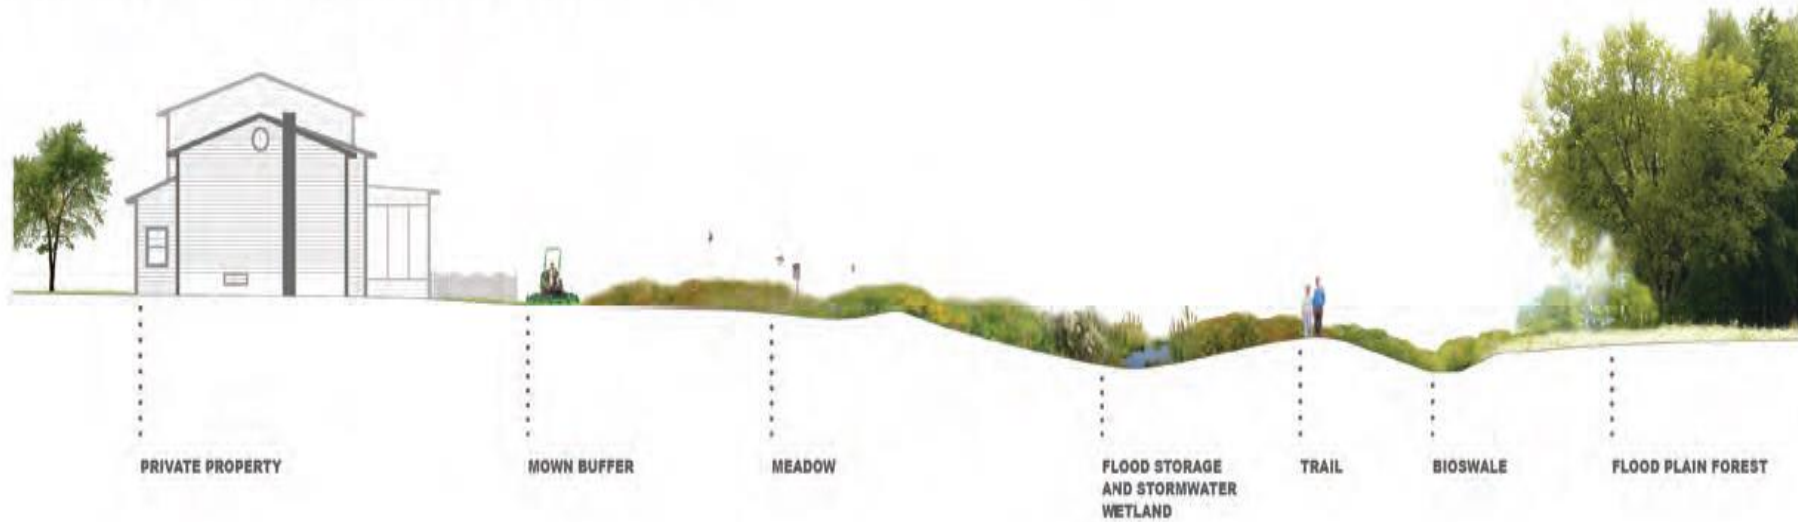 PRIVATE PROPERTY
MOWN BUFFER
MEADOW
FLOOD STORAGE
AND STORMWATER
WETLAND
TRAIL
BIOSWALE
FLOOD PLAIN FOREST